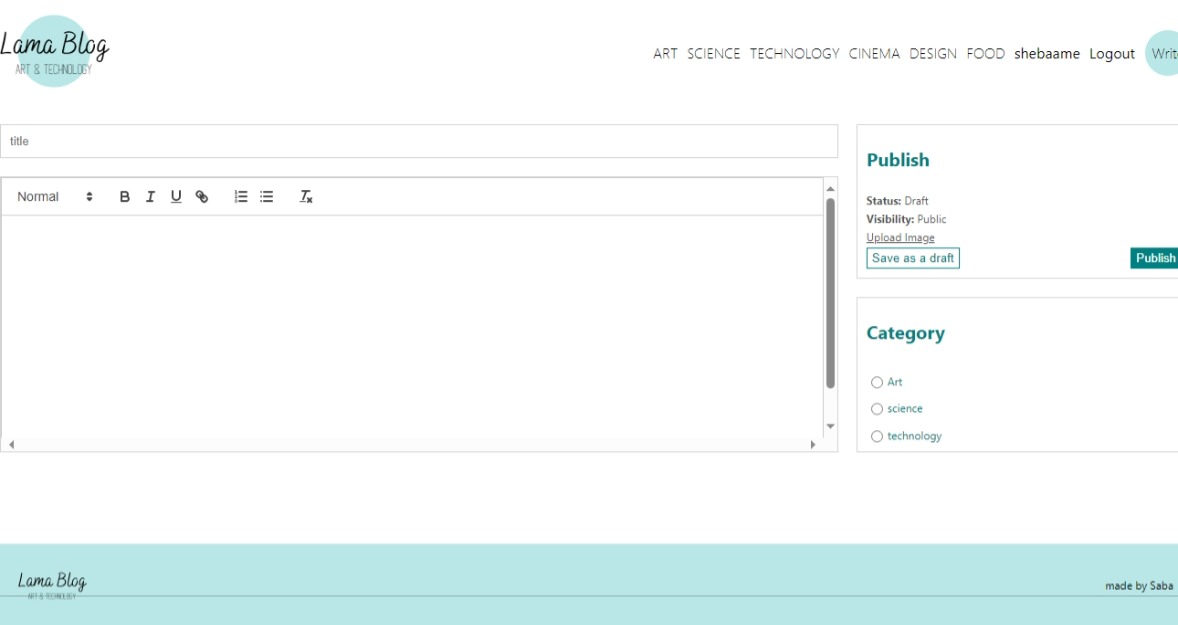 Lama Blog
ART & TECHNOLOGY
ART SCIENCE TECHNOLOGY CINEMA DESIGN FOOD shebaame Logout
title
Normal B I U
Publish
Status: Draft
Visibility: Public
Upload Image
Save as a draft Publish
Category
Art
science
technology
Lama Blog
ART & TECHNOLOGY
made by Saba